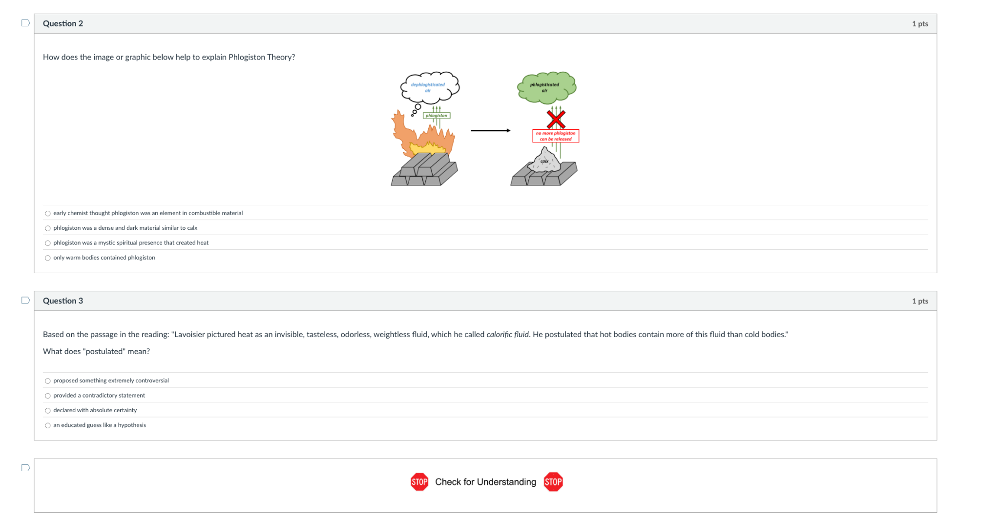 Question 2
1 pts
How does the image or graphic below help to explain Phlogiston Theory?
dephlogisticated
air
phlogiston
phlogisticated
air
no more phlogiston
can be released
calx
early chemist thought phlogiston was an element in combustible material
phlogiston was a dense and dark material similar to calx
phlogiston was a mystic spiritual presence that created heat
only warm bodies contained phlogiston
Question 3
1 pts
Based on the passage in the reading: "Lavoisier pictured heat as an invisible, tasteless, odorless, weightless fluid, which he called calorific fluid. He postulated that hot bodies contain more of this fluid than cold bodies."
What does "postulated" mean?
proposed something extremely controversial
provided a contradictory statement
declared with absolute certainty
an educated guess like a hypothesis
STOP Check for Understanding STOP